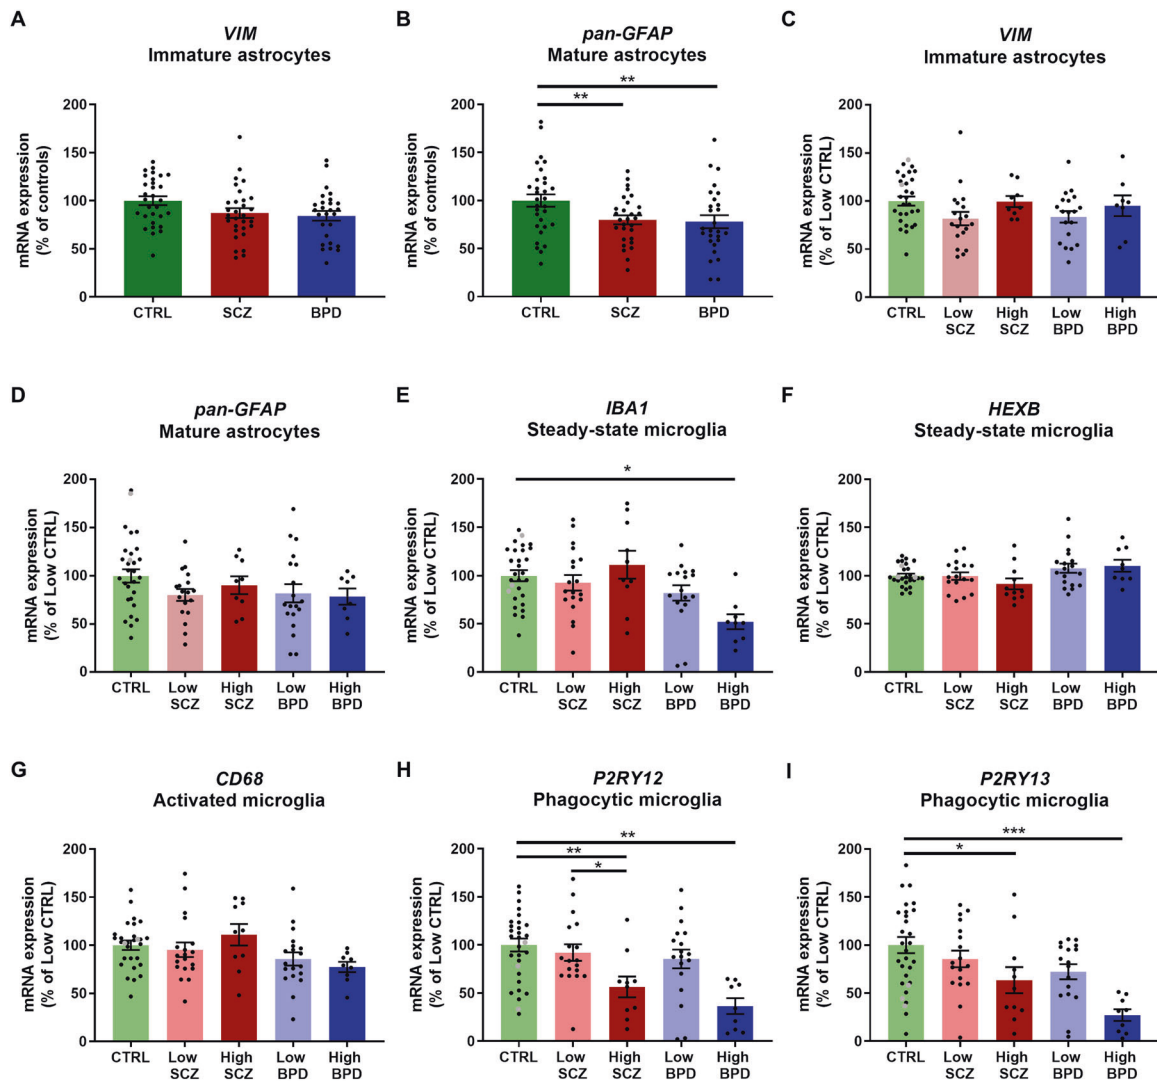 A
VIM
Immature astrocytes
mRNA expression
(% of controls)
200
150
100
50
0
CTRL
SCZ
BPD
B
pan-GFAP
Mature astrocytes
**
**
mRNA expression
(% of controls)
200
150
100
50
0
CTRL
SCZ
BPD
C
VIM
Immature astrocytes
mRNA expression
(% of Low CTRL)
200
150
100
50
0
CTRL
Low
SCZ
High
SCZ
Low
BPD
High
BPD
D
pan-GFAP
Mature astrocytes
mRNA expression
(% of Low CTRL)
200
150
100
50
0
CTRL
Low
SCZ
High
SCZ
Low
BPD
High
BPD
E
IBA1
Steady-state microglia
*
mRNA expression
(% of Low CTRL)
200
150
100
50
0
CTRL
Low
SCZ
High
SCZ
Low
BPD
High
BPD
F
HEXB
Steady-state microglia
mRNA expression
(% of Low CTRL)
200
150
100
50
0
CTRL
Low
SCZ
High
SCZ
Low
BPD
High
BPD
G
CD68
Activated microglia
mRNA expression
(% of Low CTRL)
200
150
100
50
0
CTRL
Low
SCZ
High
SCZ
Low
BPD
High
BPD
H
P2RY12
Phagocytic microglia
**
**
*
mRNA expression
(% of Low CTRL)
200
150
100
50
0
CTRL
Low
SCZ
High
SCZ
Low
BPD
High
BPD
I
P2RY13
Phagocytic microglia
***
*
mRNA expression
(% of Low CTRL)
200
150
100
50
0
CTRL
Low
SCZ
High
SCZ
Low
BPD
High
BPD